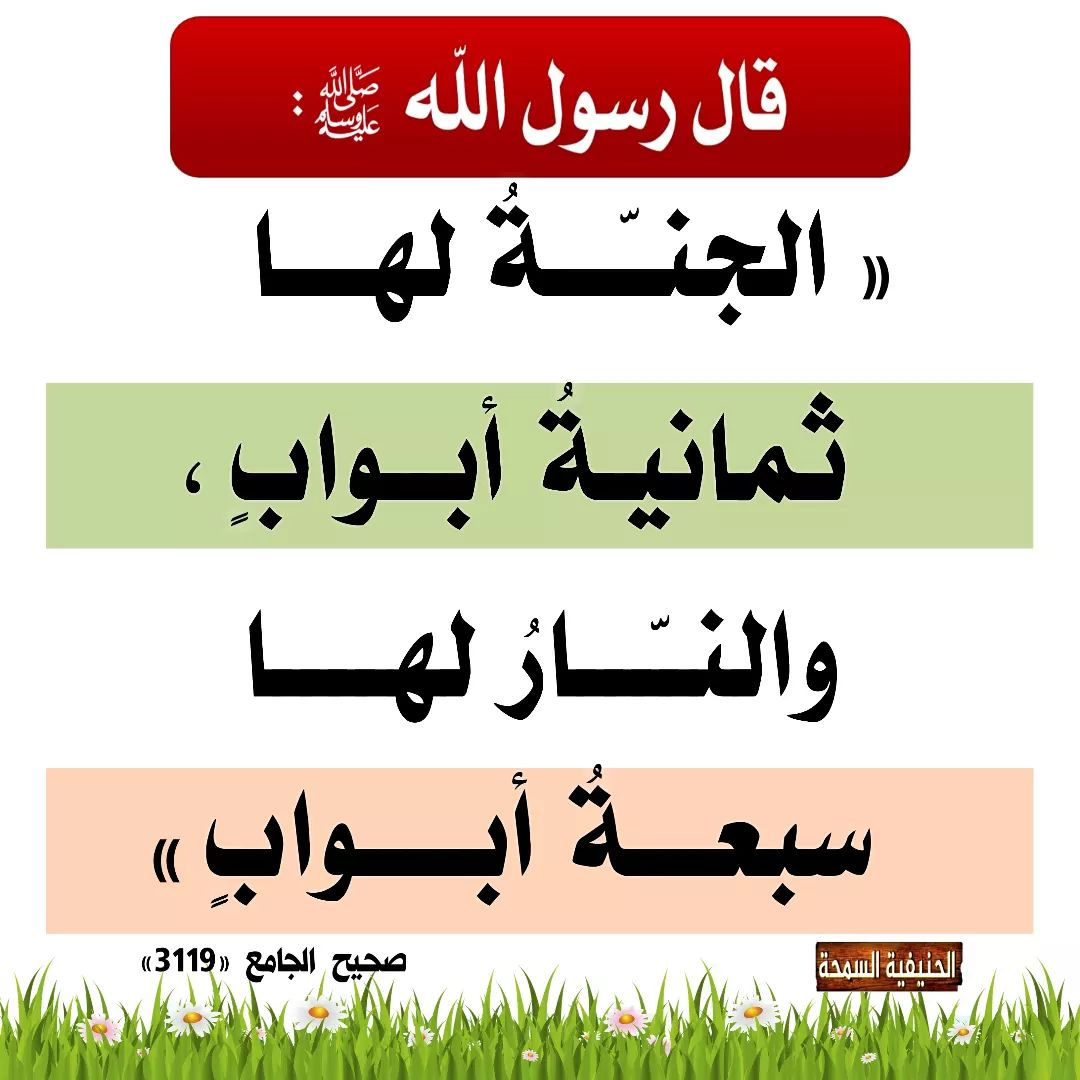 قال رسول الله ﷺ :
(( الجنّةُ لها
ثمانيةُ أبوابٍ ،
والنّارُ لها
سبعةُ أبوابٍ ))
صحيح الجامع ((3119))
الحنيفية السمحة